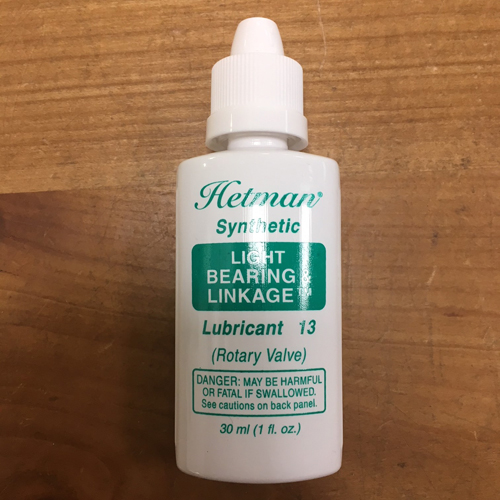 Hetman®
Synthetic
LIGHT
BEARING &
LINKAGE™
Lubricant 13
(Rotary Valve)
DANGER: MAY BE HARMFUL
OR FATAL IF SWALLOWED.
See cautions on back panel.
30 ml (1 fl. oz.)